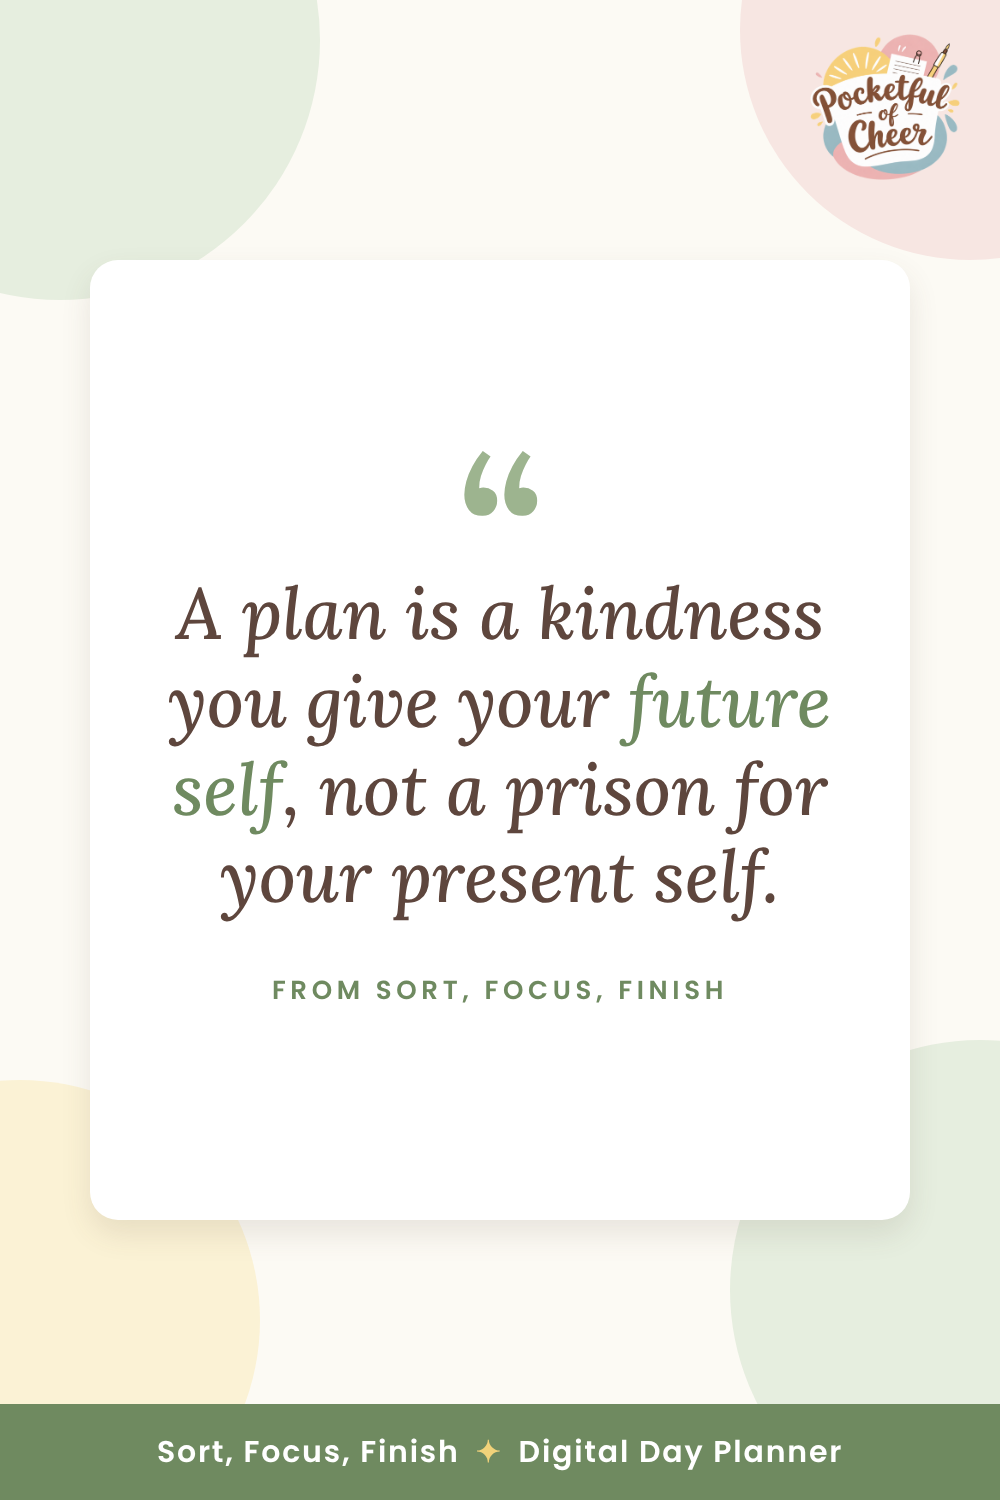 Pocketful
of
Cheer
“
A plan is a kindness
you give your future
self, not a prison for
your present self.
FROM SORT, FOCUS, FINISH
Sort, Focus, Finish ✦ Digital Day Planner